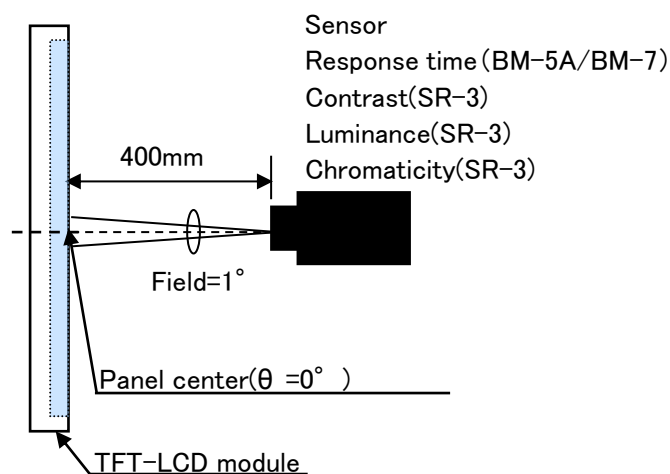 Sensor
Response time(BM-5A/BM-7)
Contrast(SR-3)
Luminance(SR-3)
Chromaticity(SR-3)
400mm
Field=1°
Panel center(θ =0° )
TFT-LCD module